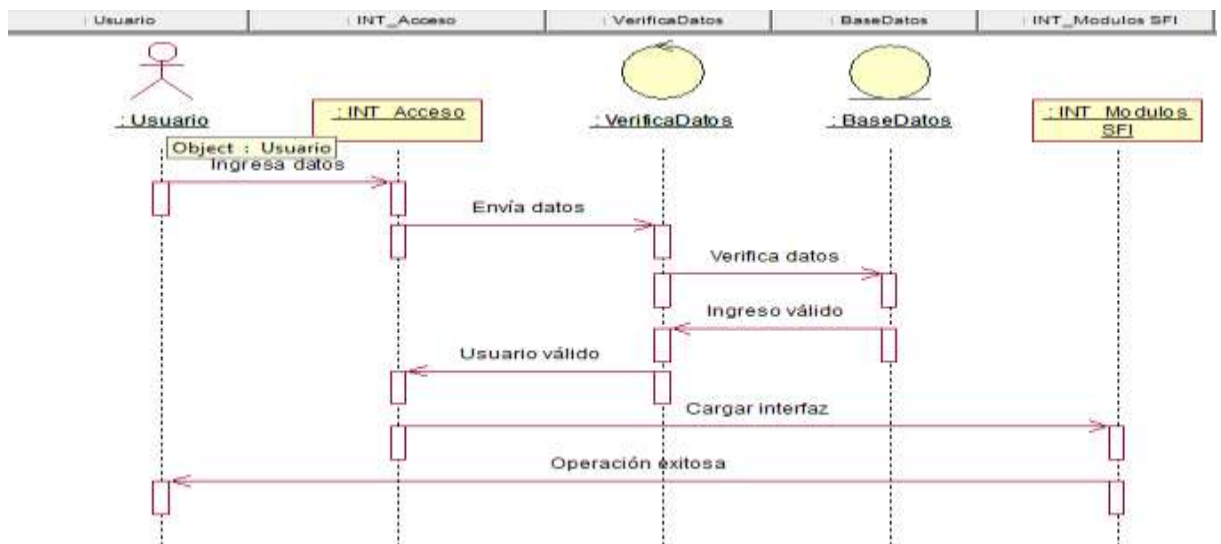 : Usuario
: INT_Acceso
: VerificaDatos
: BaseDatos
: INT_Modulos SFI
: Usuario
: INT_Acceso
: VerificaDatos
: BaseDatos
: INT_Modulos
SFI
Object : Usuario
Ingresa datos
Envía datos
Verifica datos
Ingreso válido
Usuario válido
Cargar interfaz
Operación exitosa